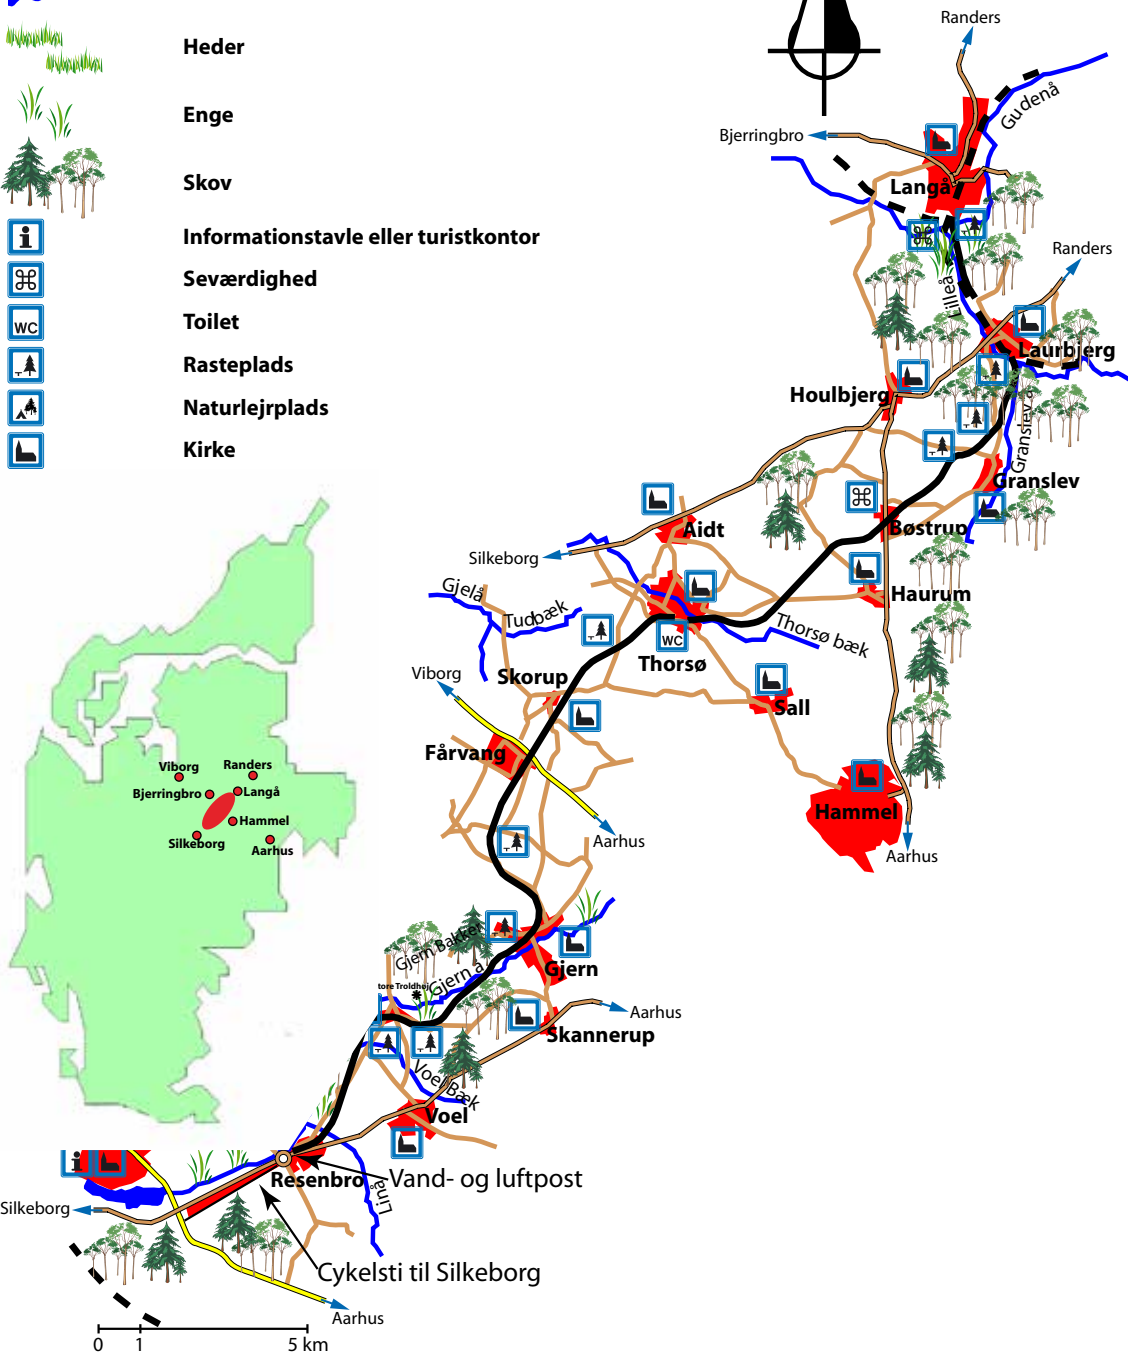 Heder
Enge
Skov
Informationstavle eller turistkontor
Seværdighed
WC
Toilet
Rasteplads
Naturlejrplads
Kirke
Randers
Gudenå
Bjerringbro
Langå
Randers
Lilleå
Laurbjerg
Houlbjerg
Granslev å
Granslev
Bøstrup
Aidt
Silkeborg
Gjelå
Tudbæk
Haurum
WC
Thorsø bæk
Thorsø
Skorup
Viborg
Sall
Fårvang
Hammel
Aarhus
Aarhus
Viborg
Randers
Bjerringbro
Langå
Hammel
Silkeborg
Aarhus
Gjern Bakker
Gjern å
Gjern
tore Troldhøj
Aarhus
Skannerup
Voel Bæk
Voel
Vand- og luftpost
Resenbro
Linå
Silkeborg
Cykelsti til Silkeborg
Aarhus
0 1 5 km